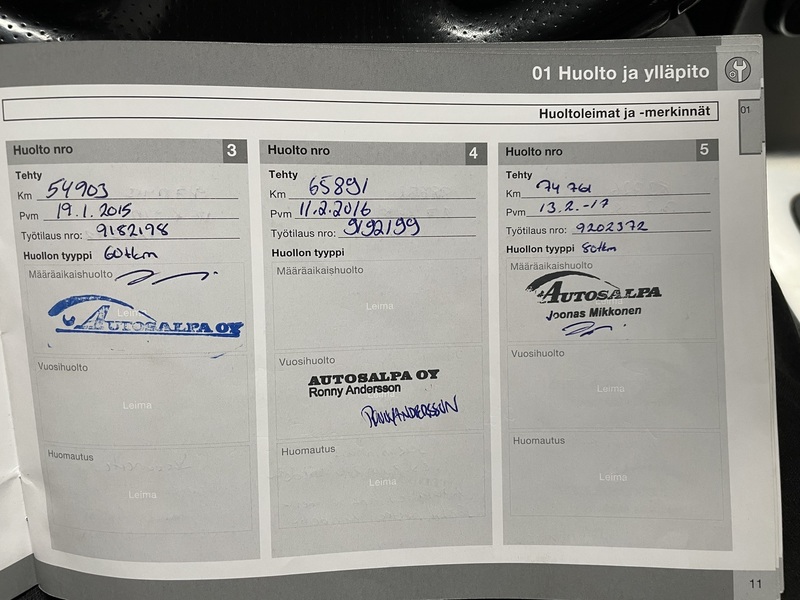 01 Huolto ja ylläpito
Huoltoleimat ja -merkinnät
01
Huolto nro 3
Tehty
Km 54903
Pvm 19.1.2015
Työtilaus nro: 9182198
Huollon tyyppi 60tkm
Määräaikaishuolto
Leima
AUTOSALPA OY
Vuosihuolto
Leima
Huomautus
Leima
Huolto nro 4
Tehty
Km 65891
Pvm 11.2.2016
Työtilaus nro: 9192199
Huollon tyyppi
Määräaikaishuolto
Leima
Vuosihuolto
AUTOSALPA OY
Ronny Andersson
RONNY ANDERSSON
Huomautus
Leima
Huolto nro 5
Tehty
Km 74761
Pvm 13.2.-17
Työtilaus nro: 9202372
Huollon tyyppi 80tkm
Määräaikaishuolto
AUTOSALPA
Joonas Mikkonen
Vuosihuolto
Leima
Huomautus
Leima
11